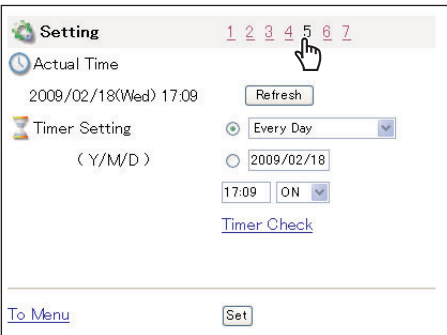 Setting 1 2 3 4 5 6 7
Actual Time
2009/02/18(Wed) 17:09 Refresh
Timer Setting Every Day
( Y/M/D ) 2009/02/18
17:09 ON
Timer Check
To Menu Set